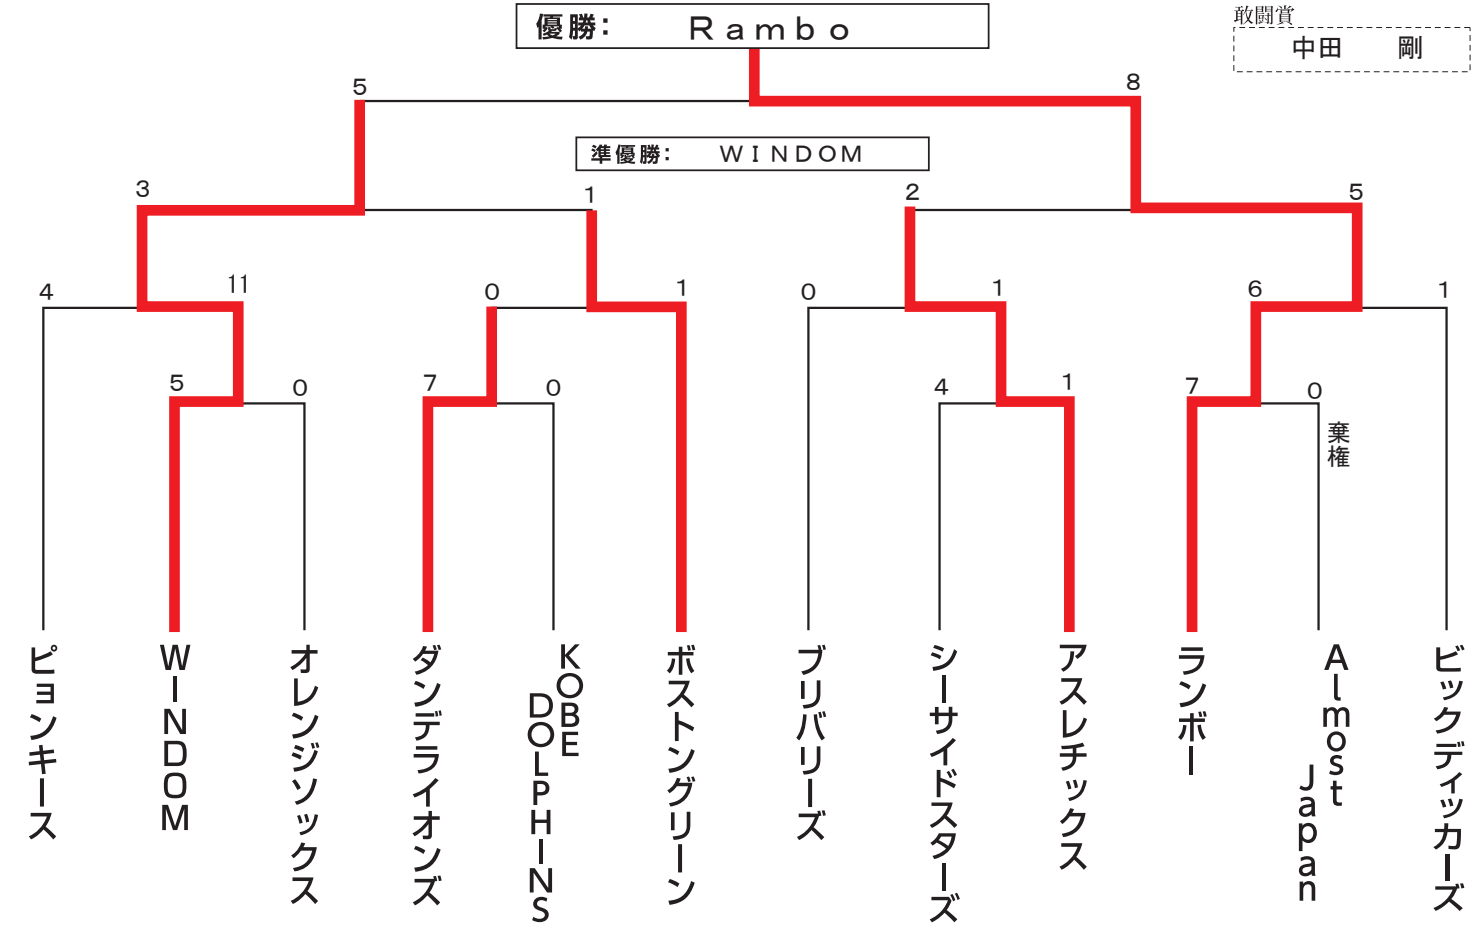 優勝： Ｒａｍｂｏ
敢闘賞
中田 剛
5
8
準優勝： ＷＩＮＤＯＭ
3
1
2
5
4
11
0
1
0
1
6
1
5
0
7
0
4
1
7
0
棄権
ピョンキース
WINDOM
オレンジソックス
ダンデライオンズ
KOBE
DOLPHINS
ボストングリーン
ブリバリーズ
シーサイドスターズ
アスレチックス
ランボー
Almost
Japan
ビックディッカーズ